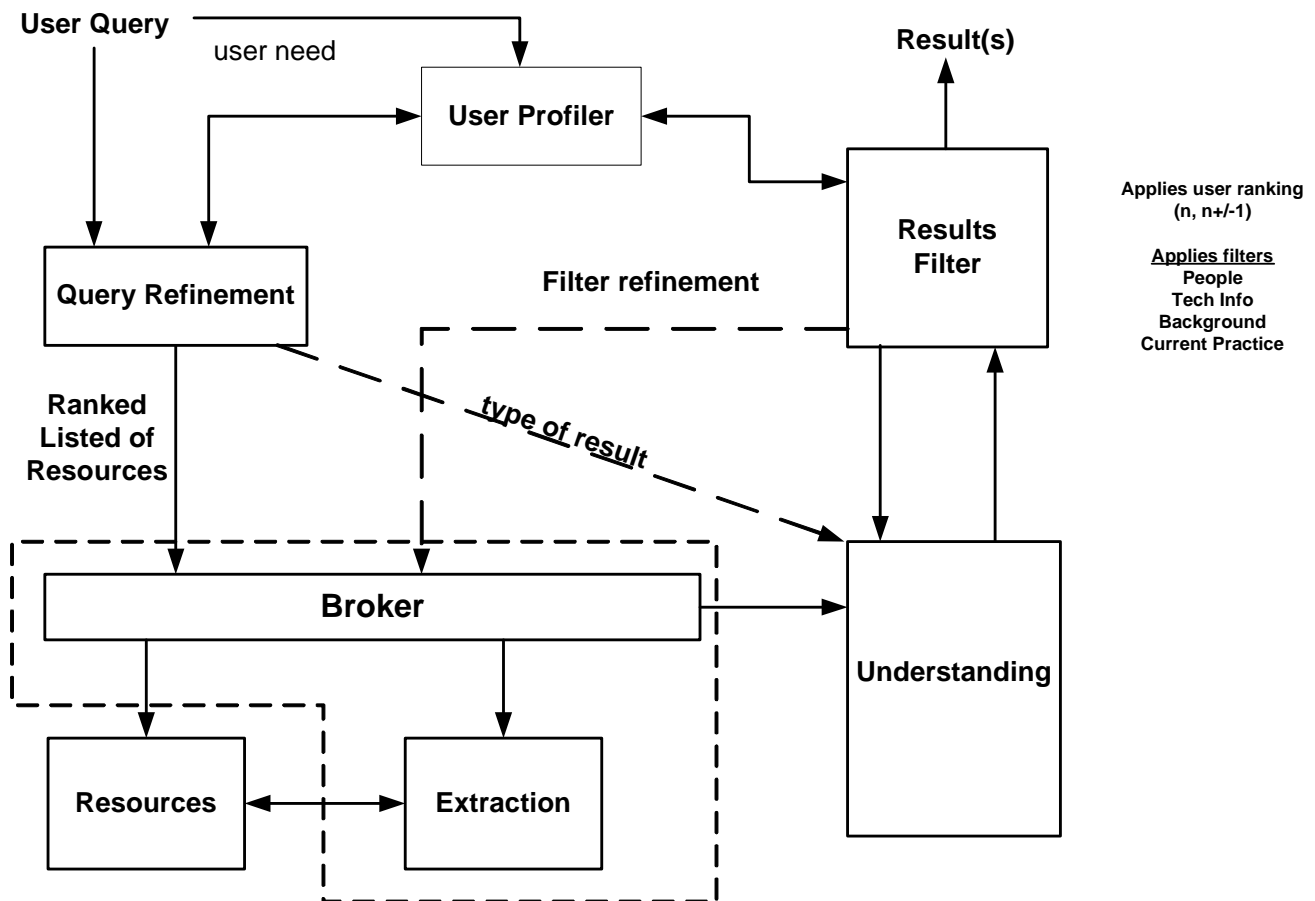 User Query
user need
Result(s)
User Profiler
Applies user ranking
(n, n+/-1)
Results
Filter
Applies filters
People
Tech Info
Background
Current Practice
Query Refinement
Filter refinement
Ranked
Listed of
Resources
type of result
Broker
Understanding
Resources
Extraction